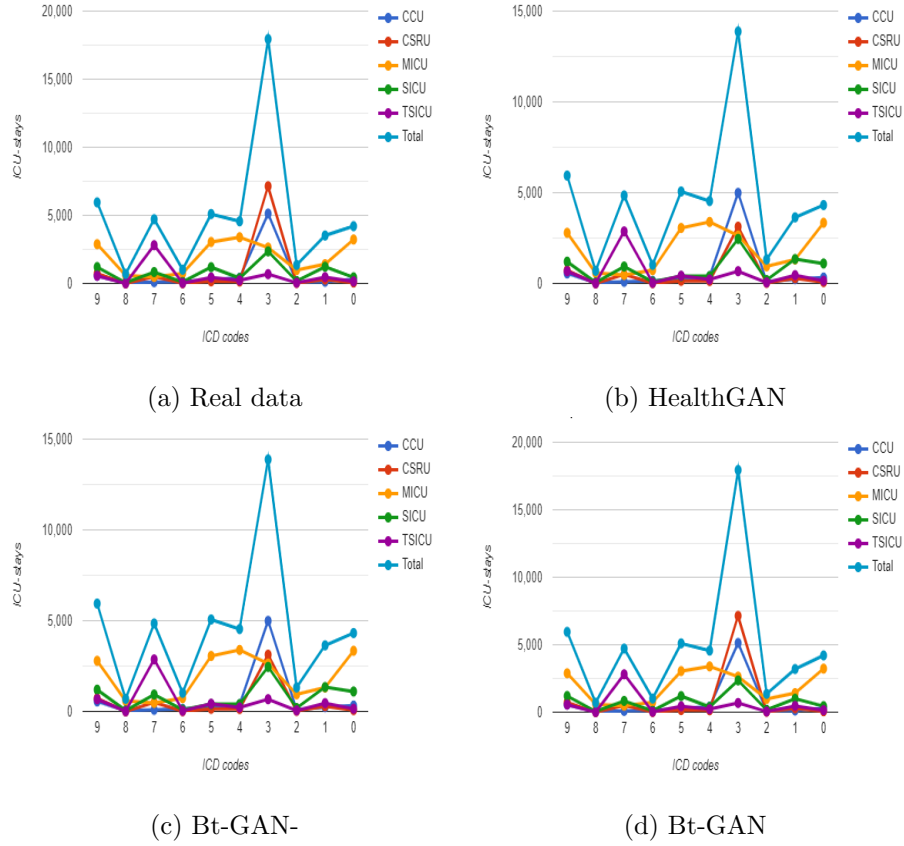 20,000
15,000
10,000
5,000
0
ICU-stays
9 8 7 6 5 4 3 2 1 0
ICD codes
CCU
CSRU
MICU
SICU
TSICU
Total
(a) Real data
15,000
10,000
5,000
0
ICU-stays
9 8 7 6 5 4 3 2 1 0
ICD codes
CCU
CSRU
MICU
SICU
TSICU
Total
(b) HealthGAN
15,000
10,000
5,000
0
ICU-stays
9 8 7 6 5 4 3 2 1 0
ICD codes
CCU
CSRU
MICU
SICU
TSICU
Total
(c) Bt-GAN-
20,000
15,000
10,000
5,000
0
ICU-stays
9 8 7 6 5 4 3 2 1 0
ICD codes
CCU
CSRU
MICU
SICU
TSICU
Total
(d) Bt-GAN